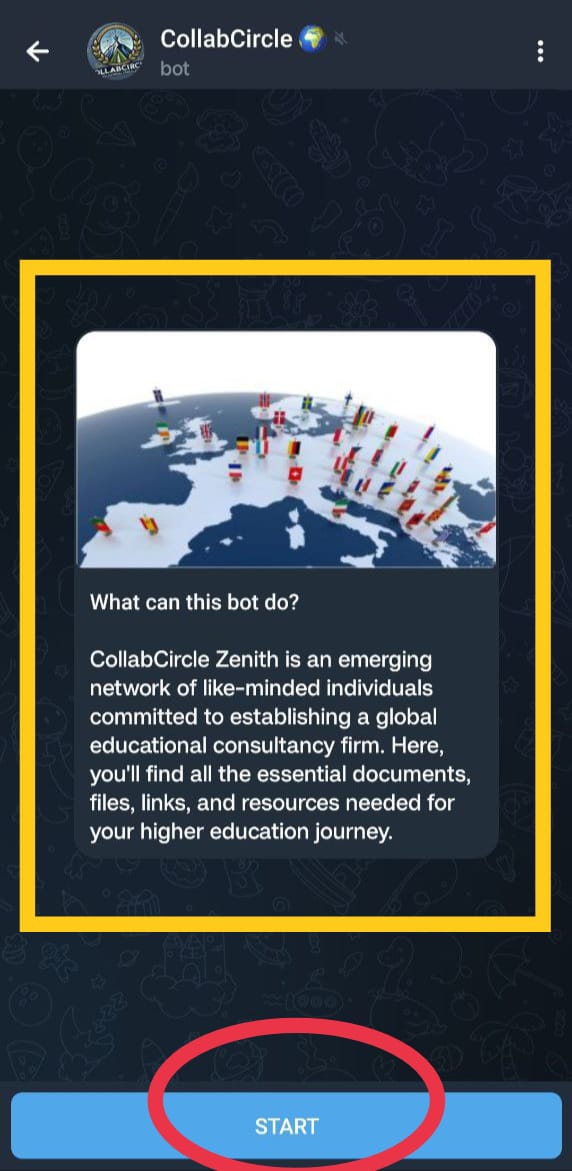 CollabCircle 🌍
bot
What can this bot do?
CollabCircle Zenith is an emerging
network of like-minded individuals
committed to establishing a global
educational consultancy firm. Here,
you'll find all the essential documents,
files, links, and resources needed for
your higher education journey.
START